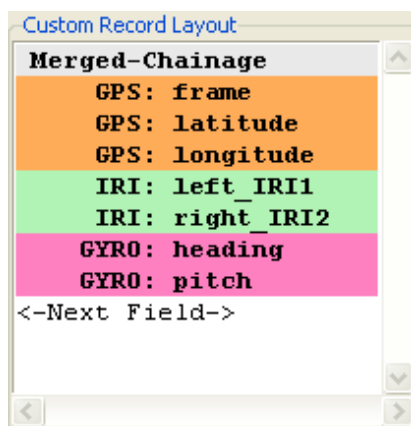 Custom Record Layout
Merged-Chainage
GPS: frame
GPS: latitude
GPS: longitude
IRI: left_IRI1
IRI: right_IRI2
GYRO: heading
GYRO: pitch
<-Next Field->